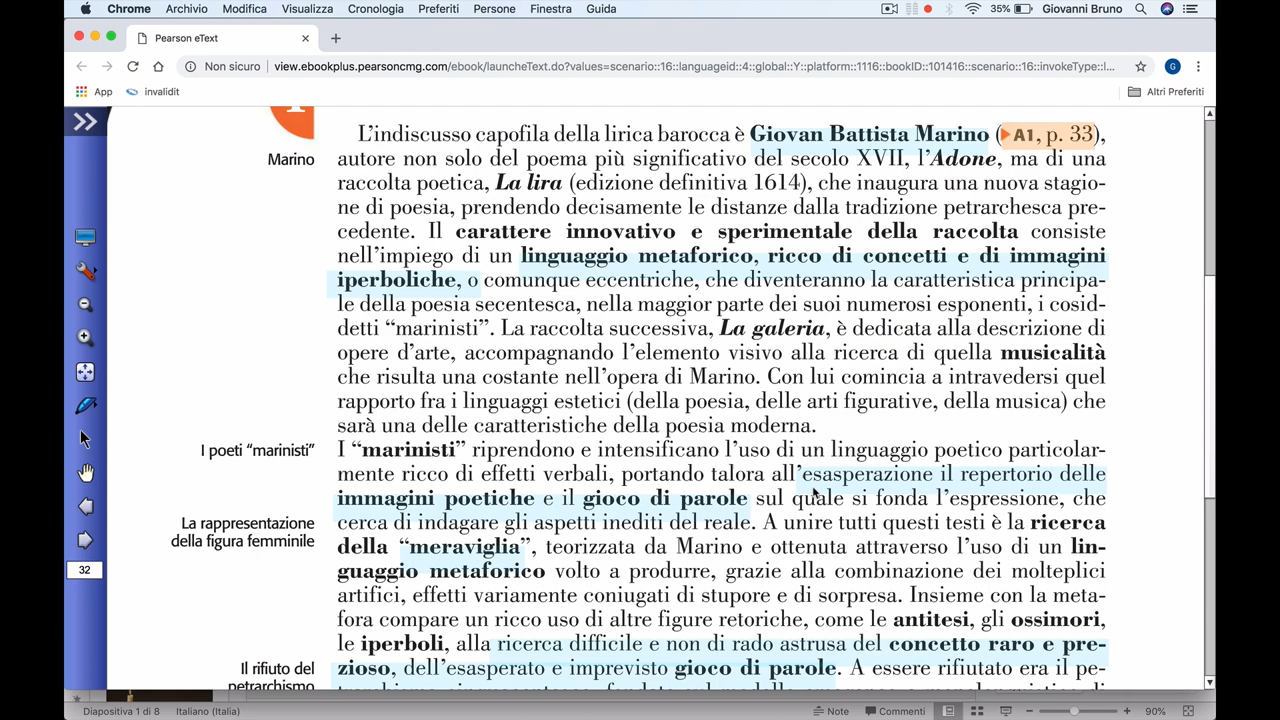 Chrome Archivio Modifica Visualizza Cronologia Preferiti Persone Finestra Guida 35% Giovanni Bruno
Pearson eText
Non sicuro view.ebookplus.pearsoncmg.com/ebook/launcheText.do?values=scenario::16::languageid::4::global::Y::platform::1116::bookID::101416::scenario::16::invokeType::l...
App invalidit Altri Preferiti
L'indiscusso capofila della lirica barocca è Giovan Battista Marino (A1, p. 33),
Marino
autore non solo del poema più significativo del secolo XVII, l'Adone, ma di una
raccolta poetica, La lira (edizione definitiva 1614), che inaugura una nuova stagio-
ne di poesia, prendendo decisamente le distanze dalla tradizione petrarchesca pre-
cedente. Il carattere innovativo e sperimentale della raccolta consiste
nell'impiego di un linguaggio metaforico, ricco di concetti e di immagini
iperboliche, o comunque eccentriche, che diventeranno la caratteristica principa-
le della poesia secentesca, nella maggior parte dei suoi numerosi esponenti, i cosid-
detti "marinisti". La raccolta successiva, La galeria, è dedicata alla descrizione di
opere d'arte, accompagnando l'elemento visivo alla ricerca di quella musicalità
che risulta una costante nell'opera di Marino. Con lui comincia a intravedersi quel
rapporto fra i linguaggi estetici (della poesia, delle arti figurative, della musica) che
sarà una delle caratteristiche della poesia moderna.
I poeti "marinisti"
I "marinisti" riprendono e intensificano l'uso di un linguaggio poetico particolar-
mente ricco di effetti verbali, portando talora all'esasperazione il repertorio delle
immagini poetiche e il gioco di parole sul quale si fonda l'espressione, che
La rappresentazione
della figura femminile
cerca di indagare gli aspetti inediti del reale. A unire tutti questi testi è la ricerca
della "meraviglia", teorizzata da Marino e ottenuta attraverso l'uso di un lin-
guaggio metaforico volto a produrre, grazie alla combinazione dei molteplici
32
artifici, effetti variamente coniugati di stupore e di sorpresa. Insieme con la meta-
fora compare un ricco uso di altre figure retoriche, come le antitesi, gli ossimori,
le iperboli, alla ricerca difficile e non di rado astrusa del concetto raro e pre-
Il rifiuto del
petrarchismo
zioso, dell'esasperato e imprevisto gioco di parole. A essere rifiutato era il pe-
Diapositiva 1 di 8 Italiano (Italia) Note Commenti 90%